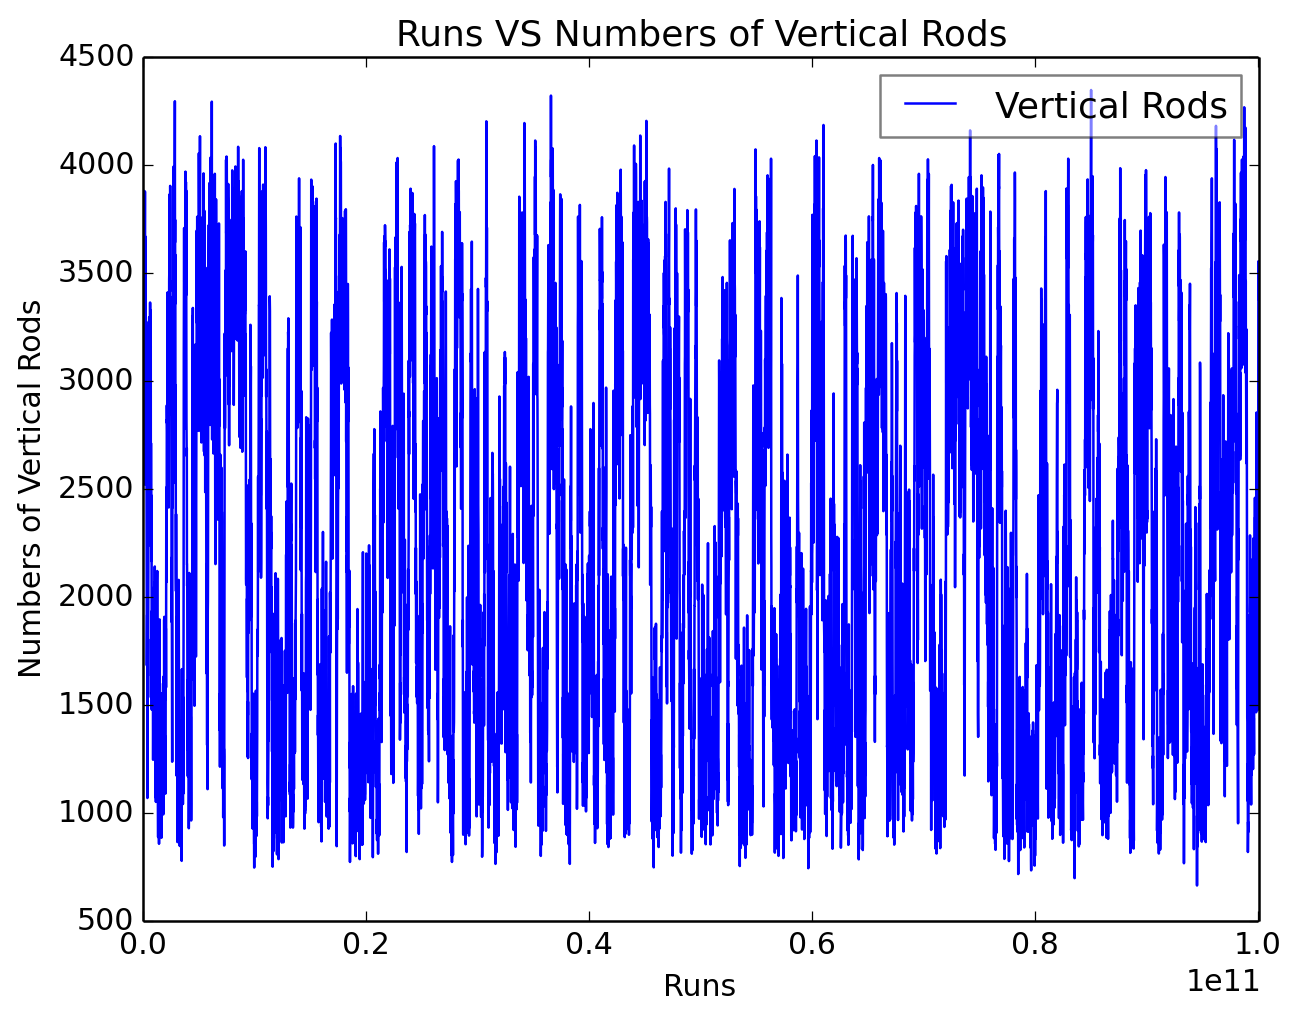 Runs VS Numbers of Vertical Rods
Vertical Rods
Numbers of Vertical Rods
4500
4000
3500
3000
2500
2000
1500
1000
500
0.0 0.2 0.4 0.6 0.8 1.0
1e11
Runs